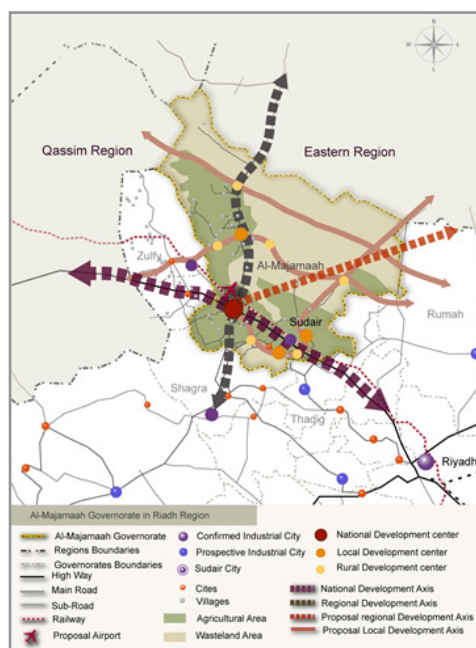 N
W
E
S
Qassim Region
Eastern Region
Zulfy
Al-Majamaah
Sudair
Rumah
Shagra
Thadig
Riyadh
Al-Majamaah Governorate in Riadh Region
Al-Majamaah Governorate
Regions Boundaries
Governorates Boundaries
High Way
Main Road
Sub-Road
Railway
Proposal Airport
Confirmed Industrial City
Prospective Industrial City
Sudair City
Cites
Villages
Agricultural Area
Wasteland Area
National Development center
Local Development center
Rural Development center
National Development Axis
Regional Development Axis
Proposal regional Development Axis
Proposal Local Development Axis